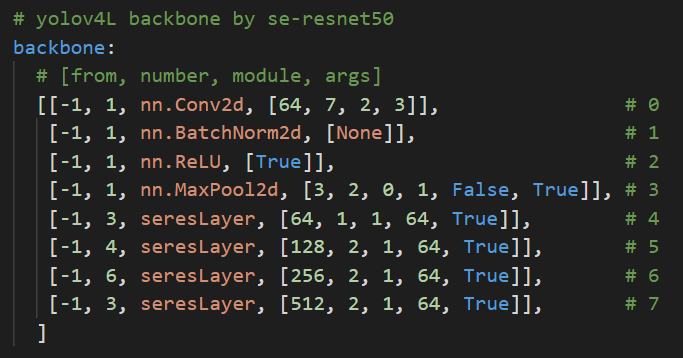 # yolov4L backbone by se-resnet50
backbone:
# [from, number, module, args]
[[-1, 1, nn.Conv2d, [64, 7, 2, 3]], # 0
[-1, 1, nn.BatchNorm2d, [None]], # 1
[-1, 1, nn.ReLU, [True]], # 2
[-1, 1, nn.MaxPool2d, [3, 2, 0, 1, False, True]], # 3
[-1, 3, seresLayer, [64, 1, 1, 64, True]], # 4
[-1, 4, seresLayer, [128, 2, 1, 64, True]], # 5
[-1, 6, seresLayer, [256, 2, 1, 64, True]], # 6
[-1, 3, seresLayer, [512, 2, 1, 64, True]], # 7
]